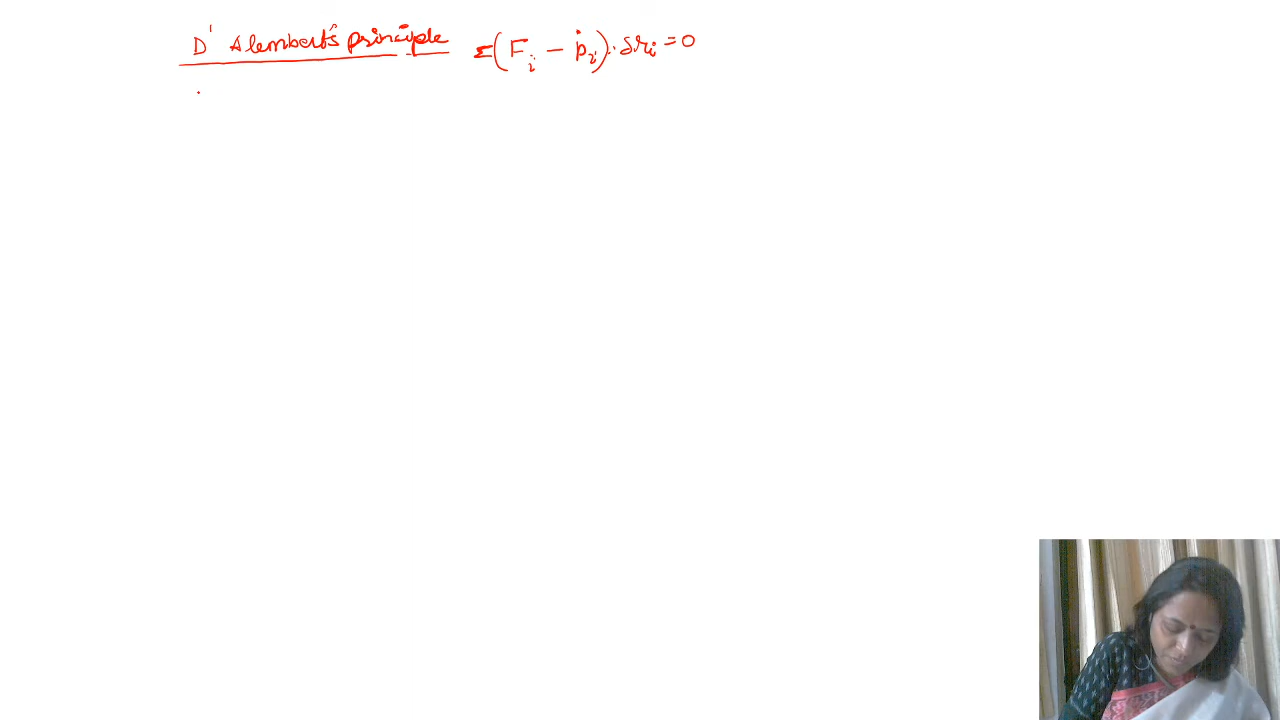 D'Alembert's principle Σ(Fᵢ − ṗᵢ)·δrᵢ = 0